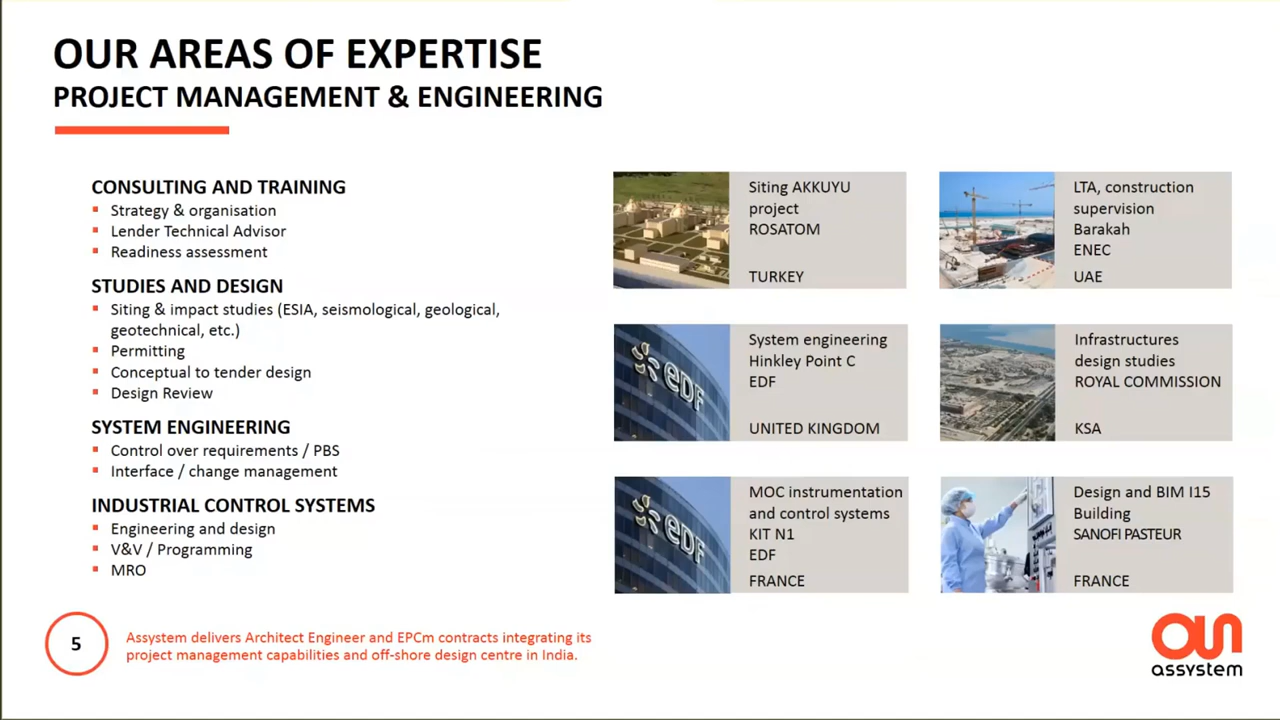 OUR AREAS OF EXPERTISE
PROJECT MANAGEMENT & ENGINEERING
CONSULTING AND TRAINING
▪ Strategy & organisation
▪ Lender Technical Advisor
▪ Readiness assessment
STUDIES AND DESIGN
▪ Siting & impact studies (ESIA, seismological, geological,
geotechnical, etc.)
▪ Permitting
▪ Conceptual to tender design
▪ Design Review
SYSTEM ENGINEERING
▪ Control over requirements / PBS
▪ Interface / change management
INDUSTRIAL CONTROL SYSTEMS
▪ Engineering and design
▪ V&V / Programming
▪ MRO
Siting AKKUYU
project
ROSATOM
TURKEY
LTA, construction
supervision
Barakah
ENEC
UAE
edf
System engineering
Hinkley Point C
EDF
UNITED KINGDOM
Infrastructures
design studies
ROYAL COMMISSION
KSA
edf
MOC instrumentation
and control systems
KIT N1
EDF
FRANCE
Design and BIM I15
Building
SANOFI PASTEUR
FRANCE
5
Assystem delivers Architect Engineer and EPCm contracts integrating its
project management capabilities and off-shore design centre in India.
assystem